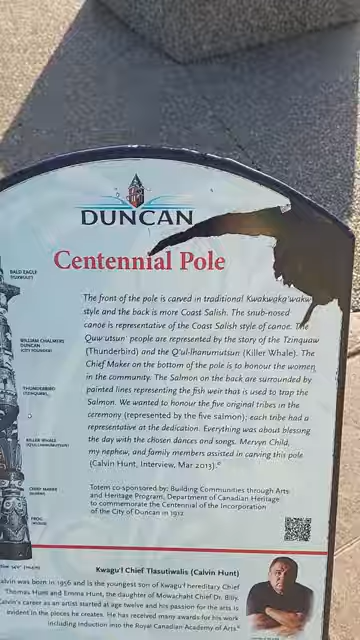 DUNCAN
Centennial Pole
BALD EAGLE
WILLIAM CHALMERS
DUNCAN
(CITY FOUNDER)
THUNDERBIRD
KILLER WHALE
CHIEF MAKER
FROG
The front of the pole is carved in traditional Kwakwaka'wakw
style and the back is more Coast Salish. The snub-nosed
canoe is representative of the Coast Salish style of canoe. The
Quw'utsun' people are represented by the story of the Tzinquaw
(Thunderbird) and the Q'ul-lhanumutsun (Killer Whale). The
Chief Maker on the bottom of the pole is to honour the women
in the community. The Salmon on the back are surrounded by
painted lines representing the fish weir that is used to trap the
Salmon. We wanted to honour the five original tribes in the
ceremony (represented by the five salmon); each tribe had a
representative at the dedication. Everything was about blessing
the day with the chosen dances and songs. Mervyn Child,
my nephew, and family members assisted in carving this pole
(Calvin Hunt, Interview, Mar 2013).
Totem co-sponsored by: Building Communities through Arts
and Heritage Program, Department of Canadian Heritage
to commemorate the Centennial of the Incorporation
of the City of Duncan in 1912
Kwagu'ł Chief Tlasutiwalis (Calvin Hunt)
alvin was born in 1956 and is the youngest son of Kwagu'ł hereditary Chief
Thomas Hunt and Emma Hunt, the daughter of Mowachaht Chief Dr. Billy.
Calvin's career as an artist started at age twelve and his passion for the arts is
evident in the pieces he creates. He has received many awards for his work
including induction into the Royal Canadian Academy of Arts.